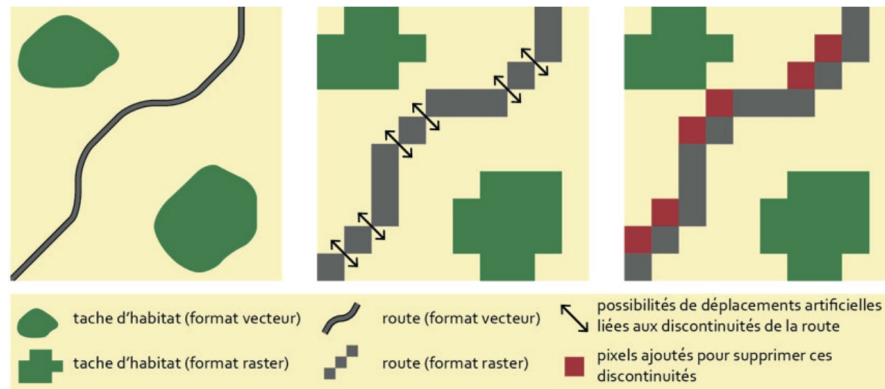 tache d'habitat (format vecteur)
route (format vecteur)
possibilités de déplacements artificielles
liées aux discontinuités de la route
tache d'habitat (format raster)
route (format raster)
pixels ajoutés pour supprimer ces
discontinuités